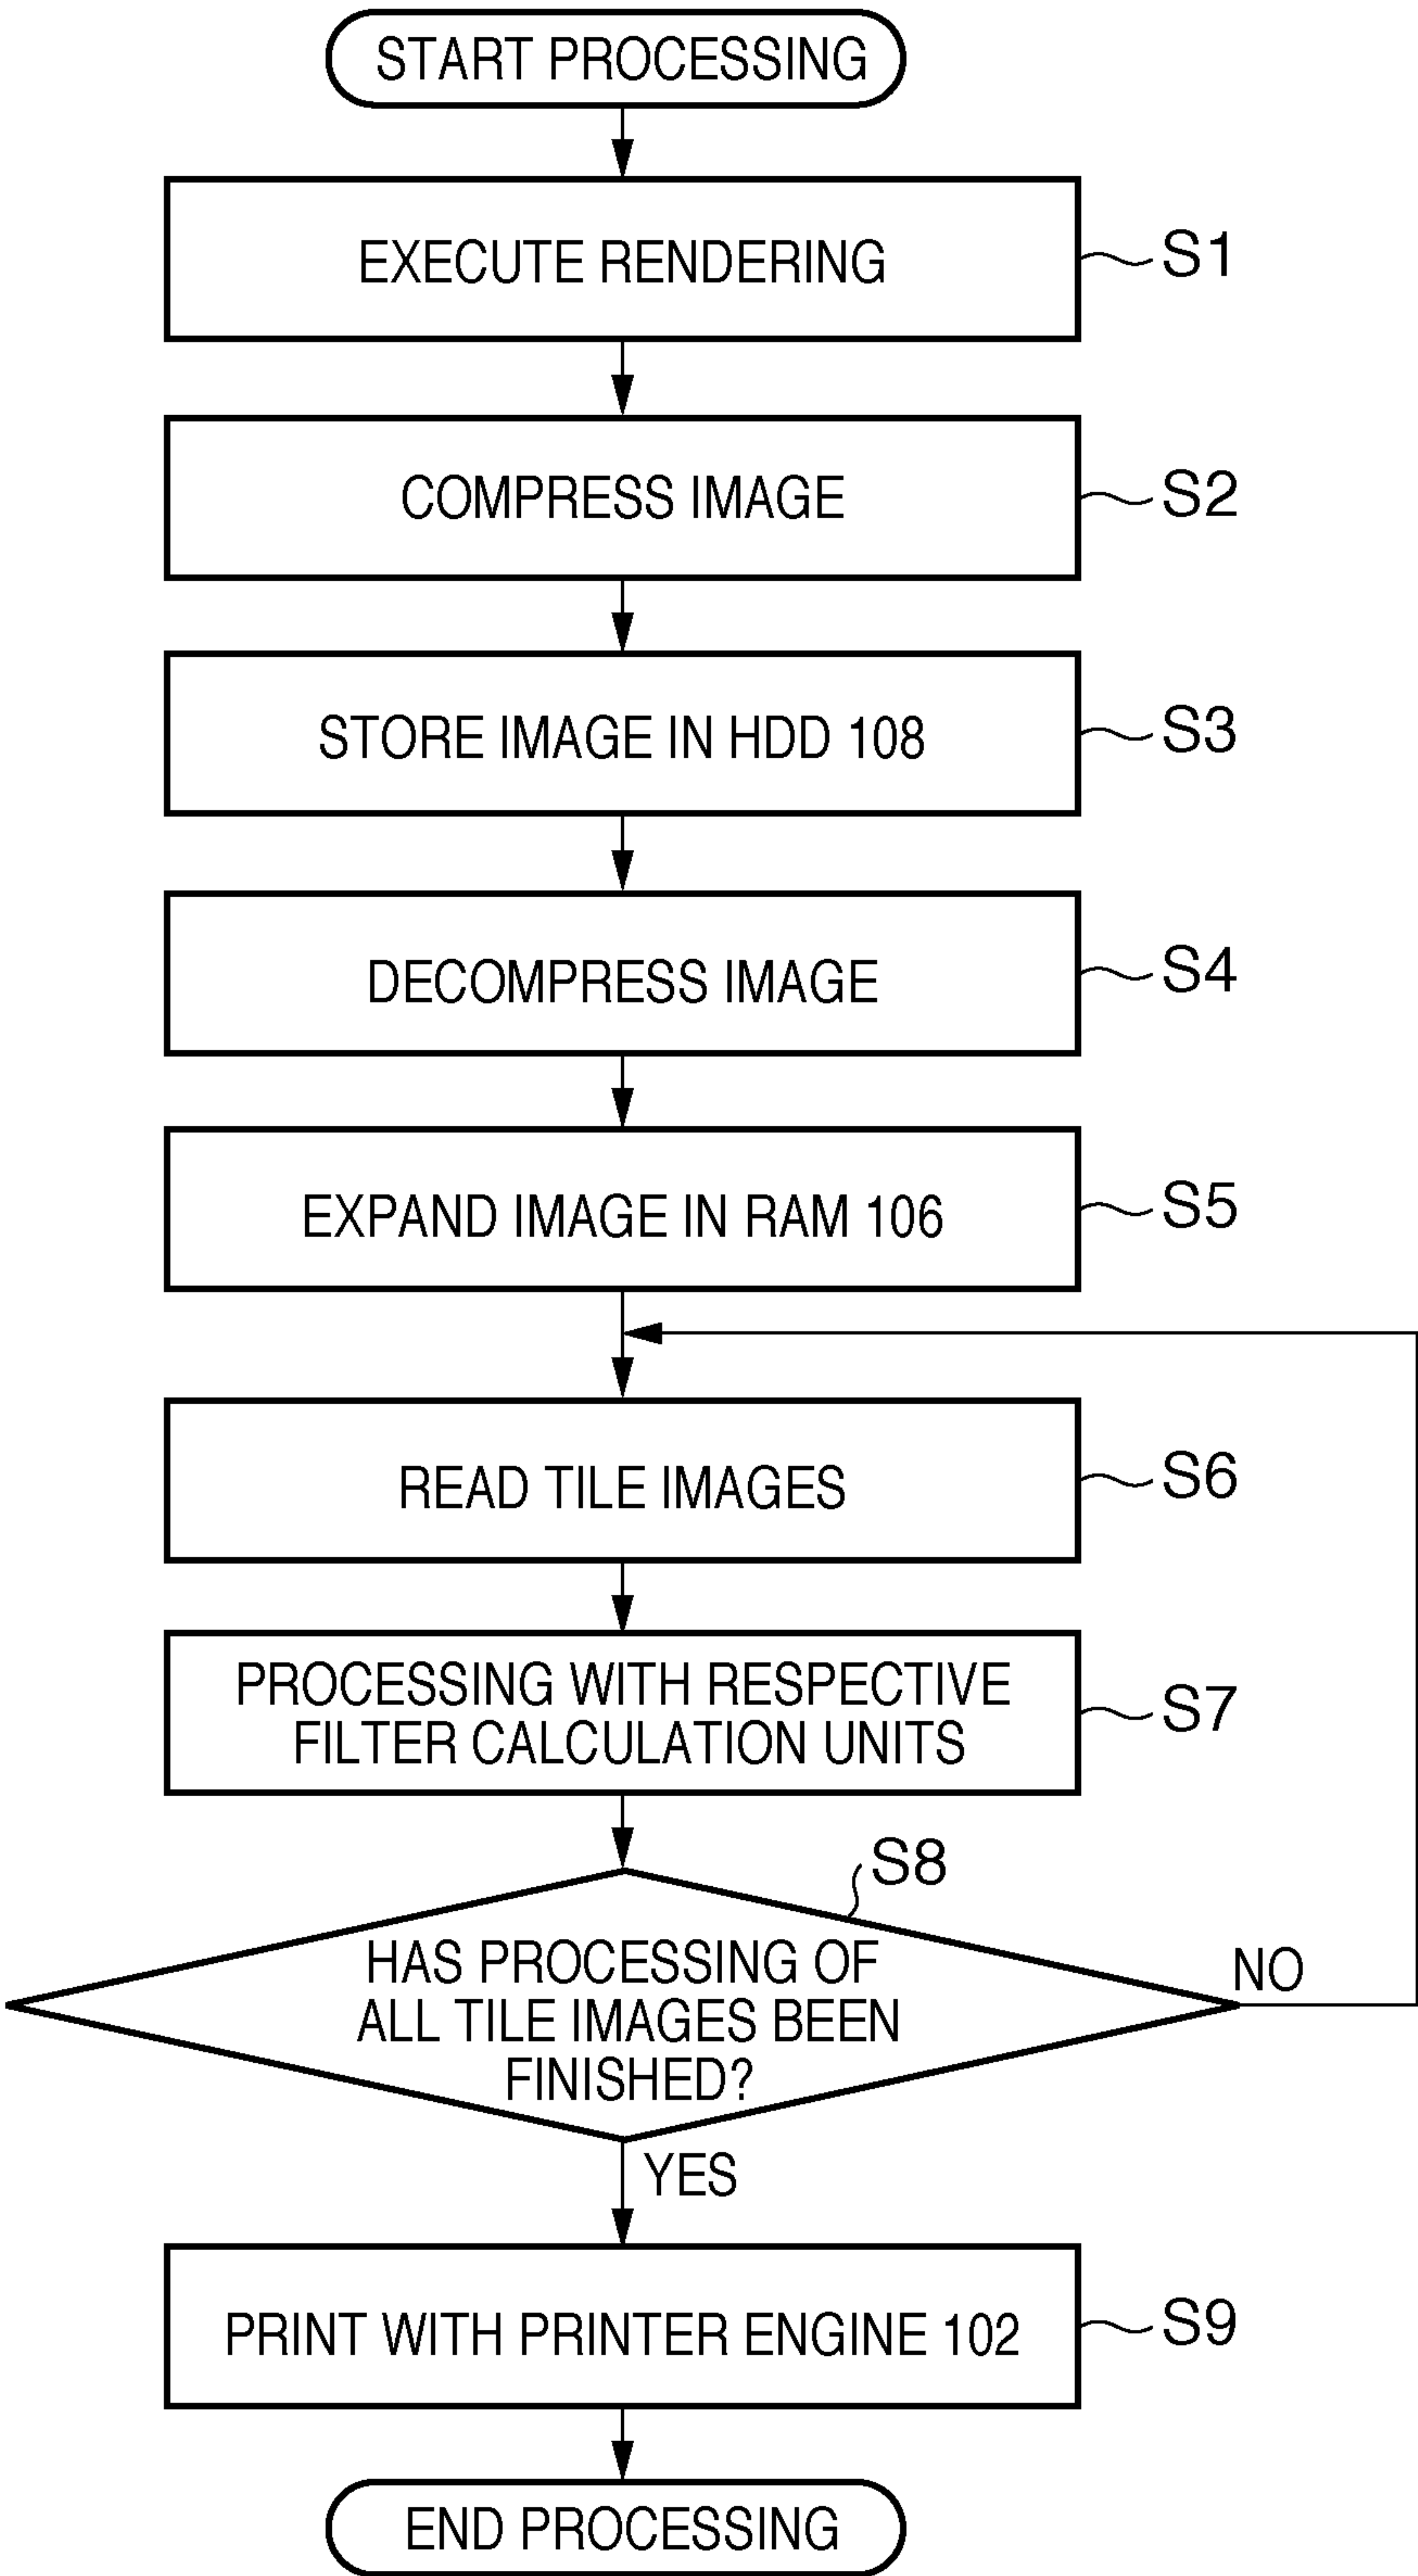 START PROCESSING
EXECUTE RENDERING
S1
COMPRESS IMAGE
S2
STORE IMAGE IN HDD 108
S3
DECOMPRESS IMAGE
S4
EXPAND IMAGE IN RAM 106
S5
READ TILE IMAGES
S6
PROCESSING WITH RESPECTIVE
FILTER CALCULATION UNITS
S7
S8
HAS PROCESSING OF
ALL TILE IMAGES BEEN
FINISHED?
NO
YES
PRINT WITH PRINTER ENGINE 102
S9
END PROCESSING